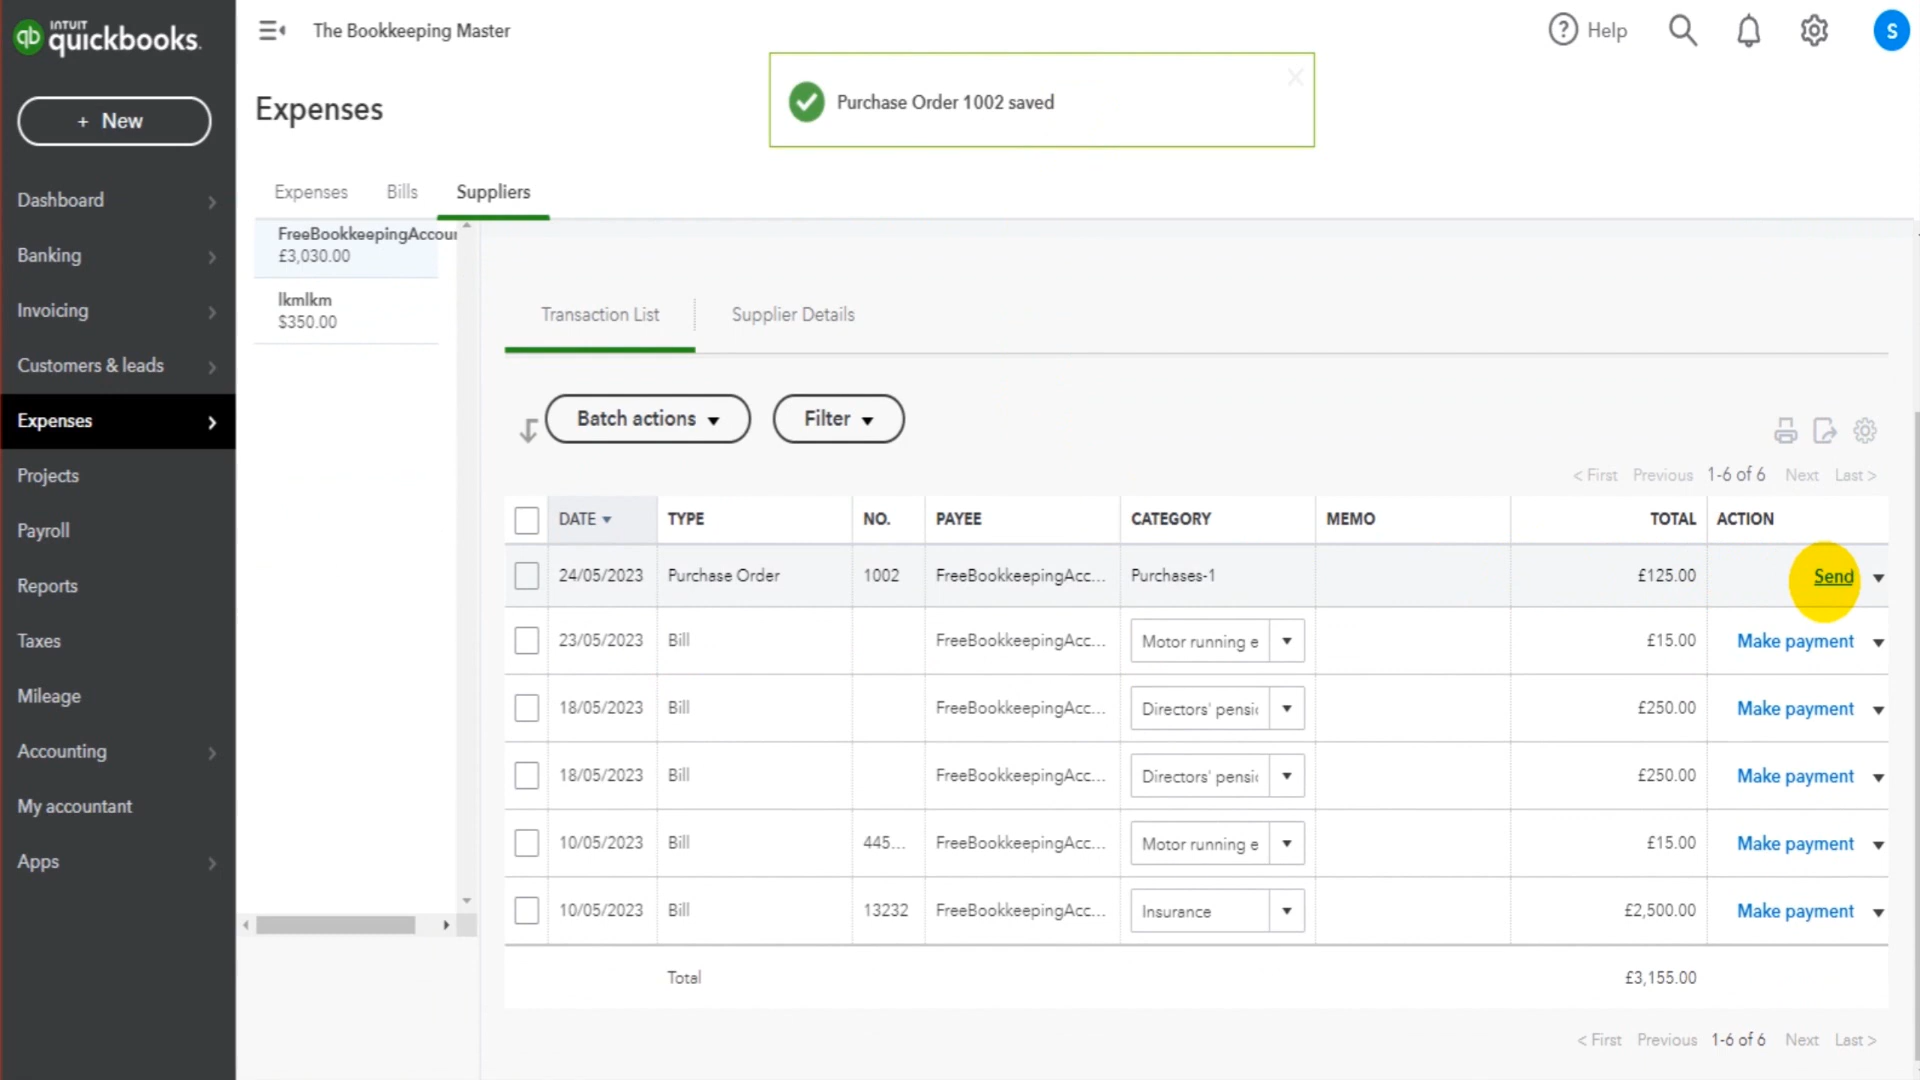 INTUIT
qb quickbooks.
+ New
Dashboard
Banking
Invoicing
Customers & leads
Expenses
Projects
Payroll
Reports
Taxes
Mileage
Accounting
My accountant
Apps
The Bookkeeping Master
Help
S
Purchase Order 1002 saved
Expenses
Expenses Bills Suppliers
FreeBookkeepingAccour
£3,030.00
lkmlkm
$350.00
Transaction List Supplier Details
Batch actions Filter
< First Previous 1-6 of 6 Next Last >
DATE TYPE NO. PAYEE CATEGORY MEMO TOTAL ACTION
24/05/2023 Purchase Order 1002 FreeBookkeepingAcc... Purchases-1 £125.00 Send
23/05/2023 Bill FreeBookkeepingAcc... Motor running e £15.00 Make payment
18/05/2023 Bill FreeBookkeepingAcc... Directors' pensi £250.00 Make payment
18/05/2023 Bill FreeBookkeepingAcc... Directors' pensi £250.00 Make payment
10/05/2023 Bill 445... FreeBookkeepingAcc... Motor running e £15.00 Make payment
10/05/2023 Bill 13232 FreeBookkeepingAcc... Insurance £2,500.00 Make payment
Total £3,155.00
< First Previous 1-6 of 6 Next Last >